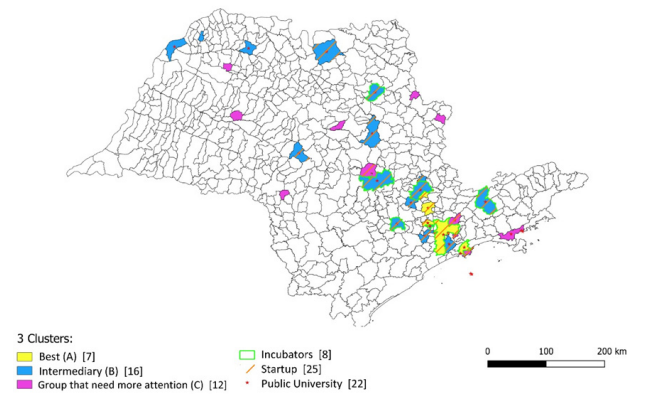 3 Clusters:
Best (A) [7]
Intermediary (B) [16]
Group that need more attention (C) [12]
Incubators [8]
Startup [25]
Public University [22]
0 100 200 km